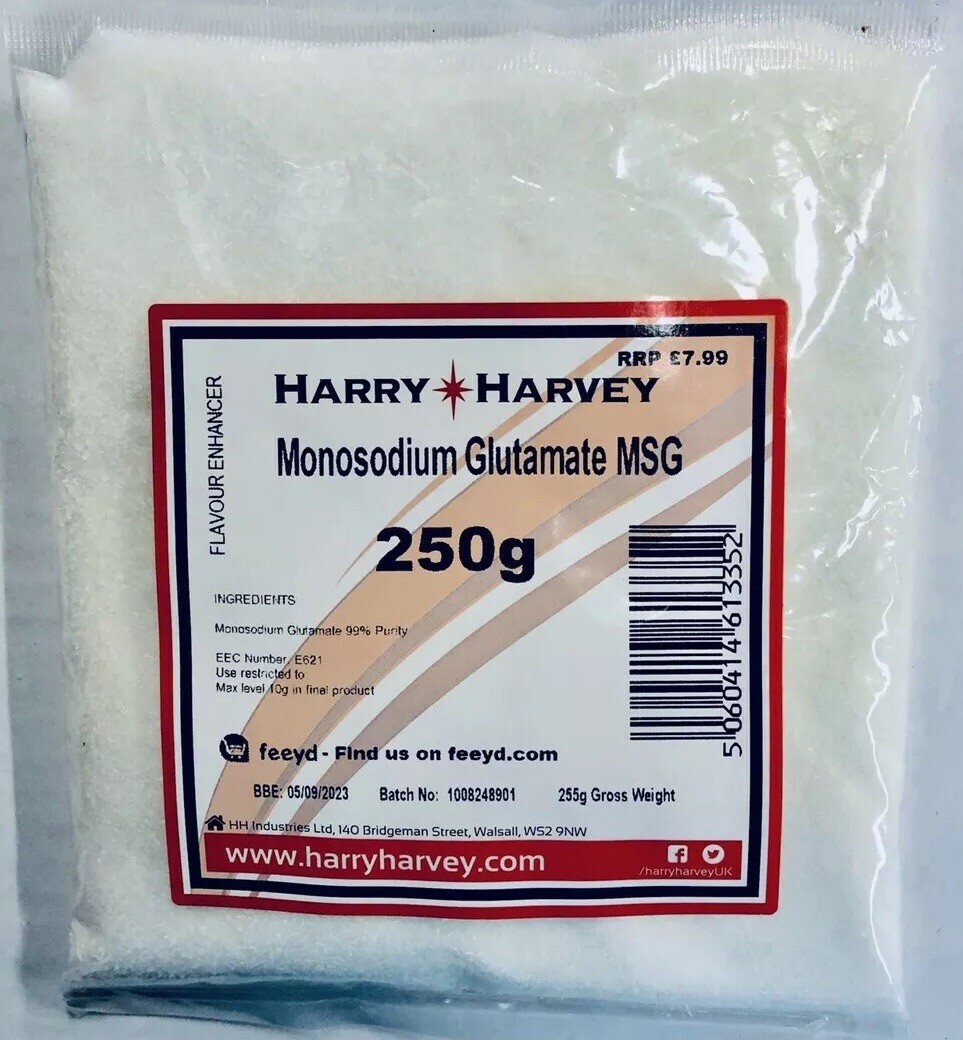 RRP £7.99
HARRY HARVEY
FLAVOUR ENHANCER
Monosodium Glutamate MSG
250g
INGREDIENTS
Monosodium Glutamate 99% Purity
EEC Number. E621
Use restricted to
Max level 10g in final product
5 060414 613352
feeyd - Find us on feeyd.com
BBE: 05/09/2023 Batch No: 1008248901 255g Gross Weight
HH Industries Ltd, 140 Bridgeman Street, Walsall, WS2 9NW
www.harryharvey.com
/harryharveyUK